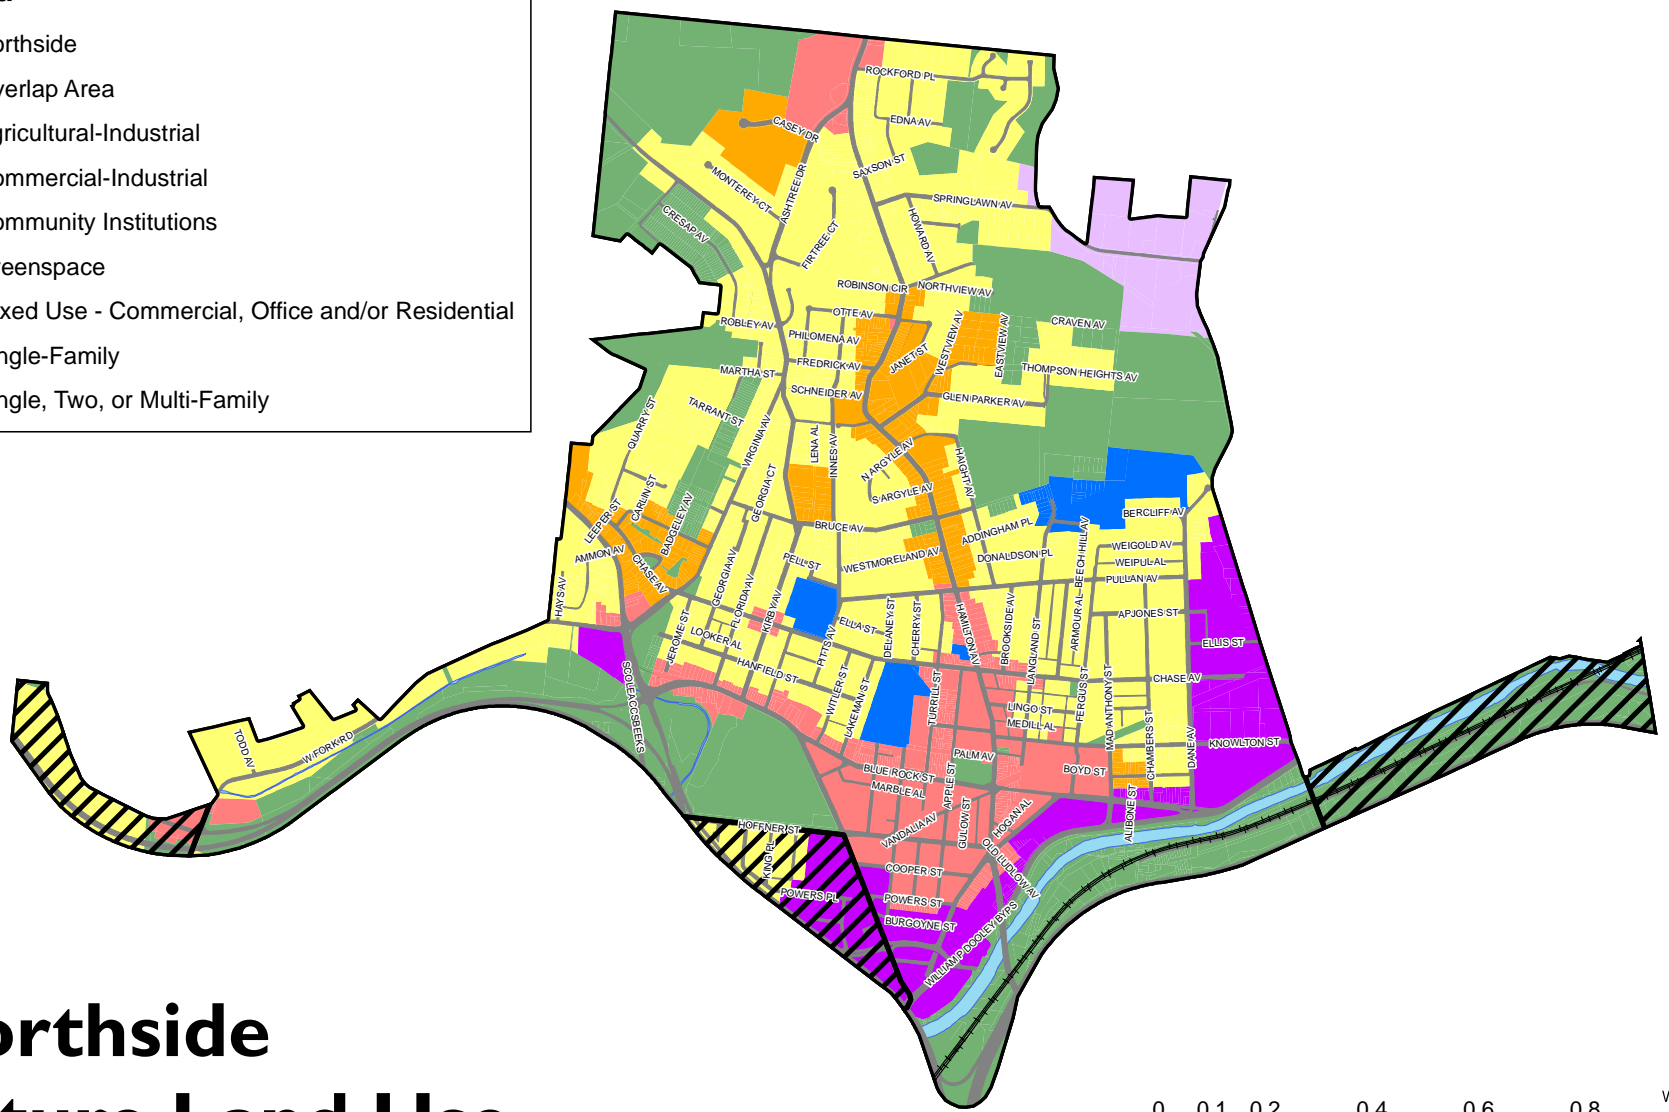 orthside
verlap Area
gricultural-Industrial
ommercial-Industrial
ommunity Institutions
reenspace
ixed Use - Commercial, Office and/or Residential
ngle-Family
ngle, Two, or Multi-Family
ROCKFORD PL
EDNA AV
CASEY DR
SAXSON ST
MONTEREY CT
ASHTREE DR
SPRINGLAWN AV
CRESAP AV
FIRTREE CT
HOWARD AV
ROBINSON CIR
NORTHVIEW AV
OTTE AV
ROBLEY AV
PHILOMENA AV
WESTVIEW AV
EASTVIEW AV
CRAVEN AV
JANET ST
FREDRICK AV
MARTHA ST
THOMPSON HEIGHTS AV
SCHNEIDER AV
GLEN PARKER AV
QUARRY ST
TARRANT ST
VIRGINIA AV
LENA AL
INNES AV
N ARGYLE AV
HAIGHT AV
GEORGIA CT
S ARGYLE AV
CARLIN ST
LEEPER ST
BADGELEY AV
BRUCE AV
ADDINGHAM PL
BERCLIFF AV
AMMON AV
CHASE AV
PELL ST
WESTMORELAND AV
DONALDSON PL
BEECH HILL AV
WEIGOLD AV
WEIPUL AL
PULLAN AV
HAYS AV
GEORGIA AV
FLORIDA AV
KIRBY AV
ELLA ST
DELANEY ST
CHERRY ST
HAMILTON AV
BROOKSIDE AV
LANGLAND ST
ARMOUR AL
APJONES ST
JEROME ST
LOOKER AL
PITTS AV
ELLIS ST
HANFIELD ST
WITLER ST
LAKEMAN ST
TURRILL ST
FERGUS ST
MAD ANTHONY ST
CHASE AV
LINGO ST
MEDILL AL
CHAMBERS ST
DANE AV
KNOWLTON ST
TODD AV
W FORK RD
PALM AV
BLUE ROCK ST
MARBLE AL
APPLE ST
BOYD ST
ALIBONE ST
HOFFNER ST
KING PL
VANDALIA AV
GULOW ST
HOGAN AL
OLD LUDLOW AV
COOPER ST
POWERS PL
POWERS ST
BURGOYNE ST
WILLIAM P DOOLEY BYPS
orthside
0 0.1 0.2 0.4 0.6 0.8